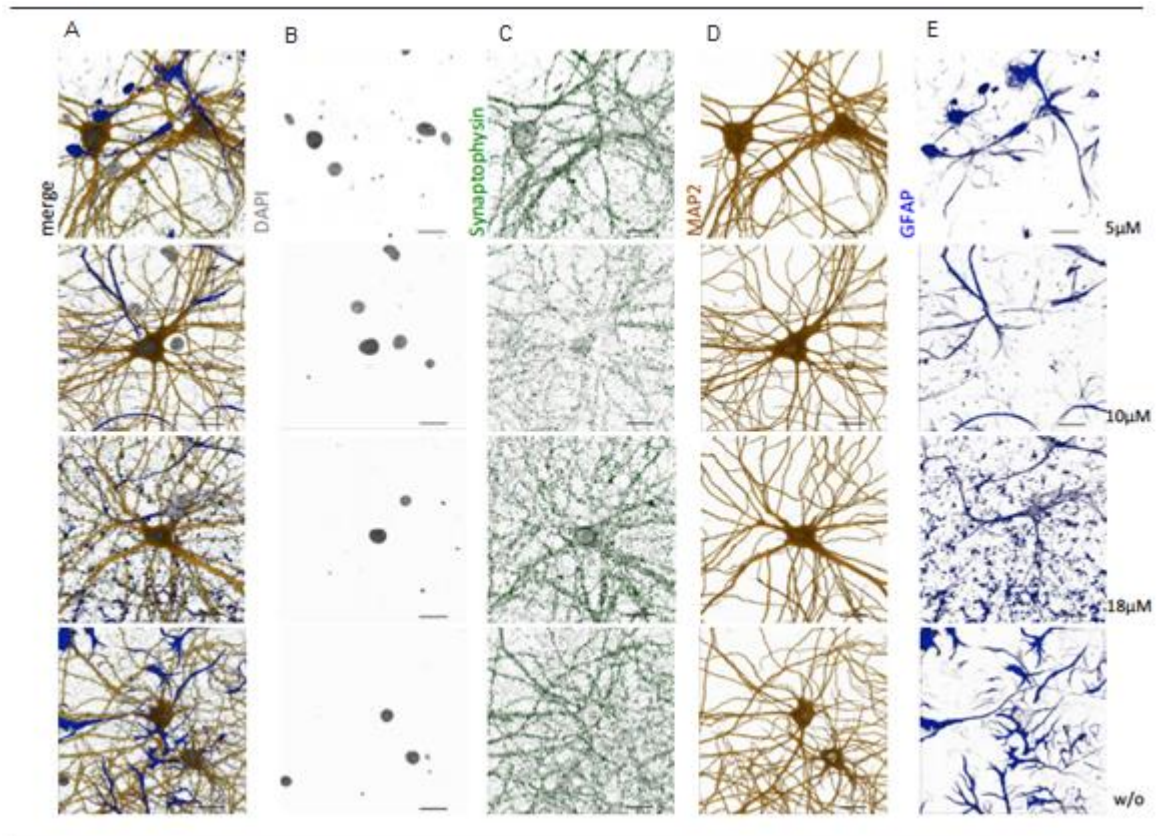 A
B
C
D
E
merge
DAPI
Synaptophysin
MAP2
GFAP
5µM
10µM
18µM
w/o